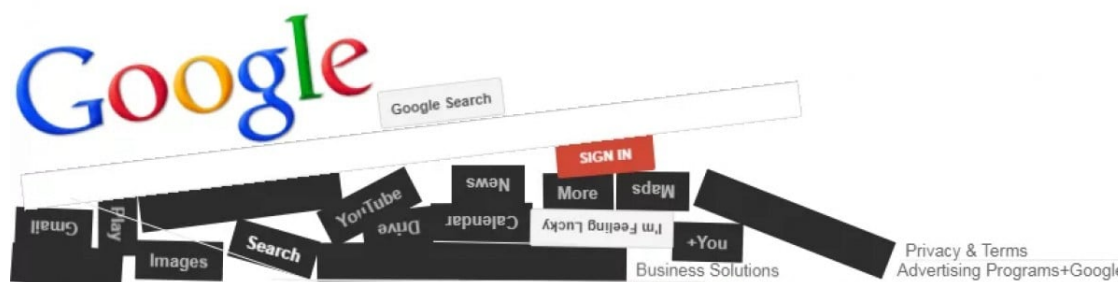 Google
Google Search
SIGN IN
YouTube
News
More
Maps
Gmail
Play
Drive
Calendar
I'm Feeling Lucky
Search
+You
Images
Privacy & Terms
Business Solutions
Advertising Programs+Google